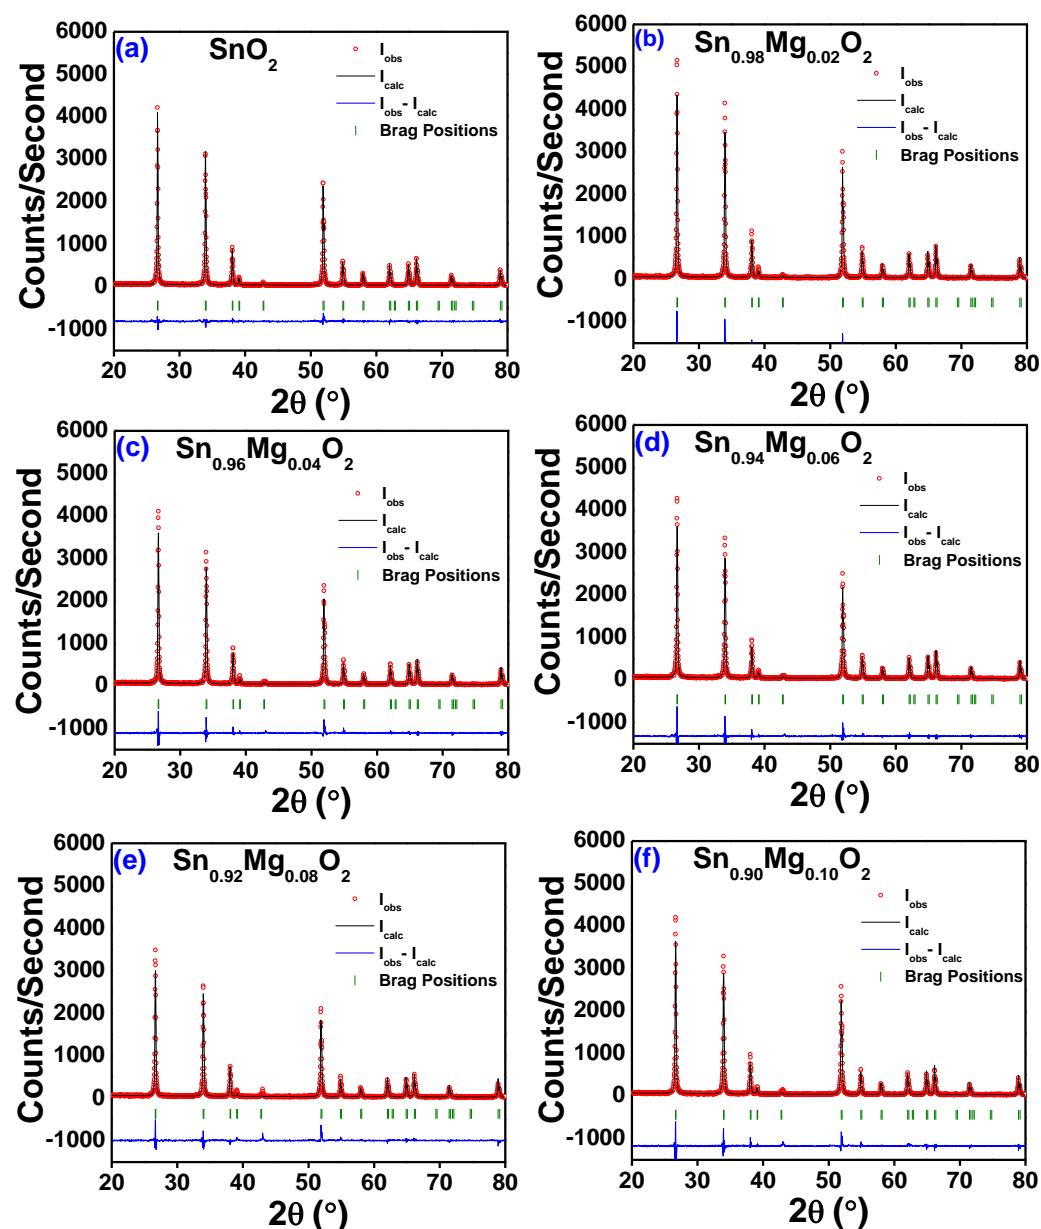 (a) SnO2
Iobs
Icalc
Iobs- Icalc
Brag Positions
6000
5000
4000
3000
2000
1000
0
-1000
Counts/Second
20 30 40 50 60 70 80
2θ (°)
(b) Sn0.98Mg0.02O2
Iobs
Icalc
Iobs- Icalc
Brag Positions
6000
5000
4000
3000
2000
1000
0
-1000
Counts/Second
20 30 40 50 60 70 80
2θ (°)
(c) Sn0.96Mg0.04O2
Iobs
Icalc
Iobs- Icalc
Brag Positions
6000
5000
4000
3000
2000
1000
0
-1000
Counts/Second
20 30 40 50 60 70 80
2θ (°)
(d) Sn0.94Mg0.06O2
Iobs
Icalc
Iobs- Icalc
Brag Positions
6000
5000
4000
3000
2000
1000
0
-1000
Counts/Second
20 30 40 50 60 70 80
2θ (°)
(e) Sn0.92Mg0.08O2
Iobs
Icalc
Iobs- Icalc
Brag Positions
6000
5000
4000
3000
2000
1000
0
-1000
Counts/Second
20 30 40 50 60 70 80
2θ (°)
(f) Sn0.90Mg0.10O2
Iobs
Icalc
Iobs- Icalc
Brag Positions
6000
5000
4000
3000
2000
1000
0
-1000
Counts/Second
20 30 40 50 60 70 80
2θ (°)